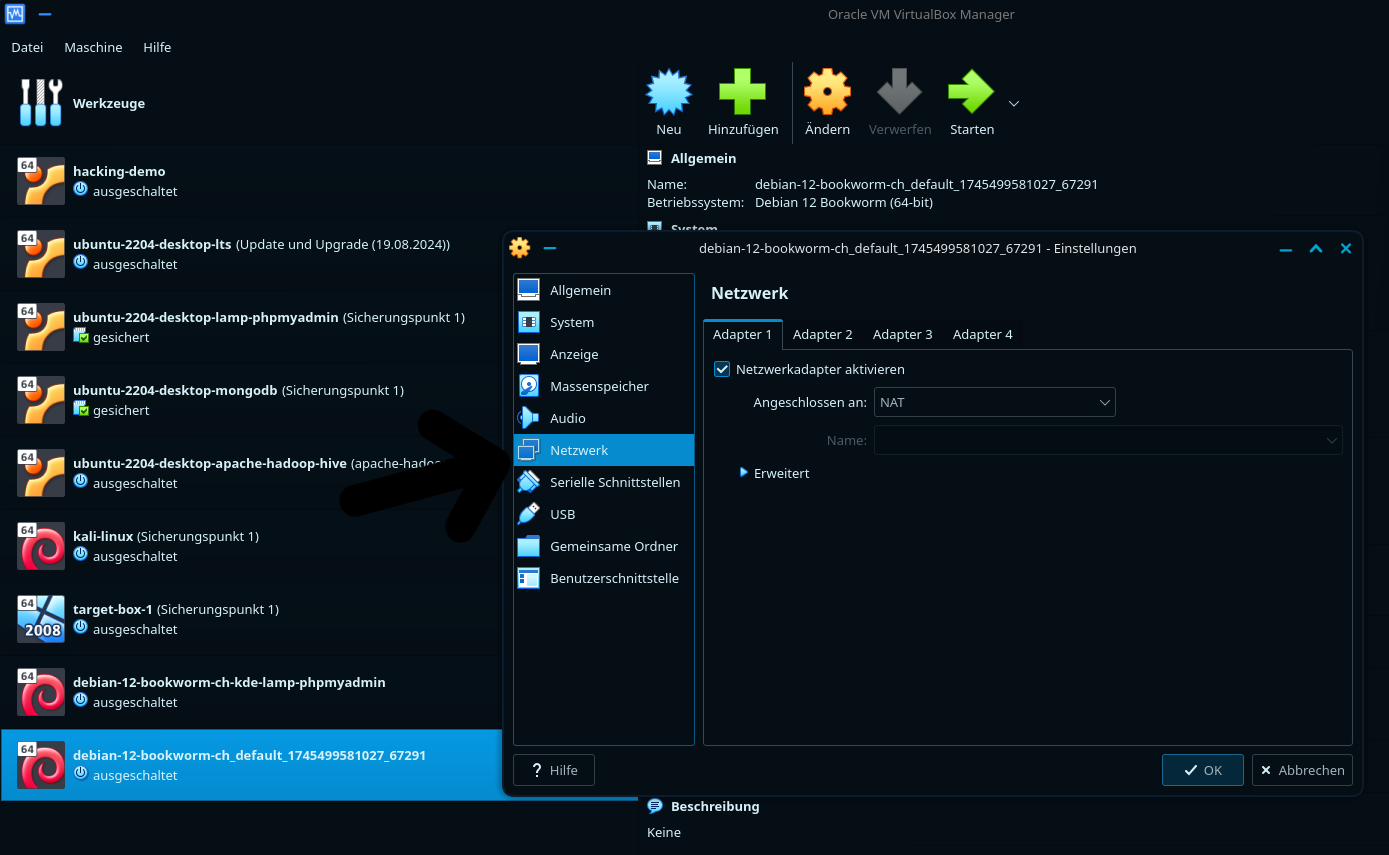 Oracle VM VirtualBox Manager
Datei Maschine Hilfe
Werkzeuge
64
hacking-demo
ausgeschaltet
64
ubuntu-2204-desktop-lts (Update und Upgrade (19.08.2024))
ausgeschaltet
64
ubuntu-2204-desktop-lamp-phpmyadmin (Sicherungspunkt 1)
gesichert
64
ubuntu-2204-desktop-mongodb (Sicherungspunkt 1)
gesichert
64
ubuntu-2204-desktop-apache-hadoop-hive
ausgeschaltet
64
kali-linux (Sicherungspunkt 1)
ausgeschaltet
64
2008
target-box-1 (Sicherungspunkt 1)
ausgeschaltet
64
debian-12-bookworm-ch-kde-lamp-phpmyadmin
ausgeschaltet
64
debian-12-bookworm-ch_default_1745499581027_67291
ausgeschaltet
Neu Hinzufügen Ändern Verwerfen Starten
Allgemein
Name: debian-12-bookworm-ch_default_1745499581027_67291
Betriebssystem: Debian 12 Bookworm (64-bit)
System
debian-12-bookworm-ch_default_1745499581027_67291 - Einstellungen
Allgemein
System
Anzeige
Massenspeicher
Audio
Netzwerk
Serielle Schnittstellen
USB
Gemeinsame Ordner
Benutzerschnittstelle
Netzwerk
Adapter 1 Adapter 2 Adapter 3 Adapter 4
Netzwerkadapter aktivieren
Angeschlossen an: NAT
Name:
Erweitert
? Hilfe OK Abbrechen
Beschreibung
Keine